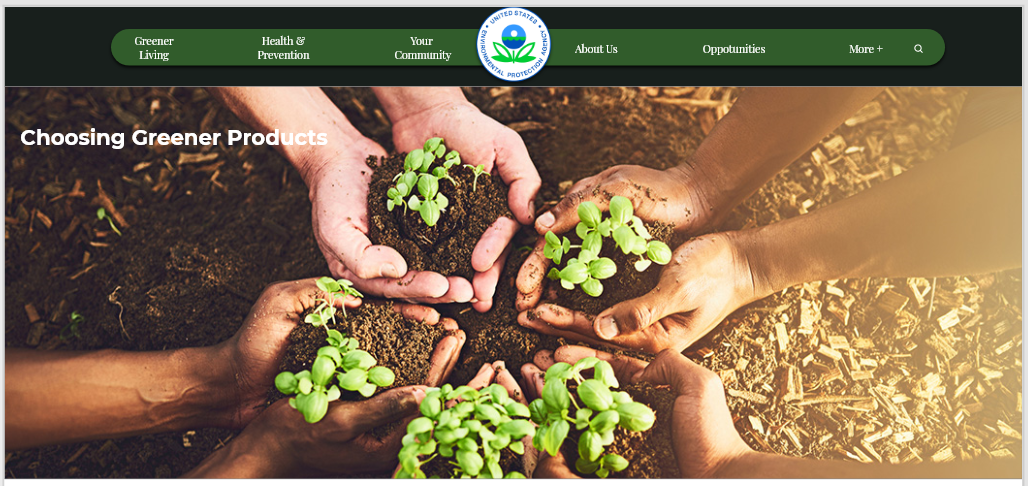 Greener
Living
Health &
Prevention
Your
Community
UNITED STATES
ENVIRONMENTAL PROTECTION AGENCY
About Us
Oppotunities
More +
Choosing Greener Products